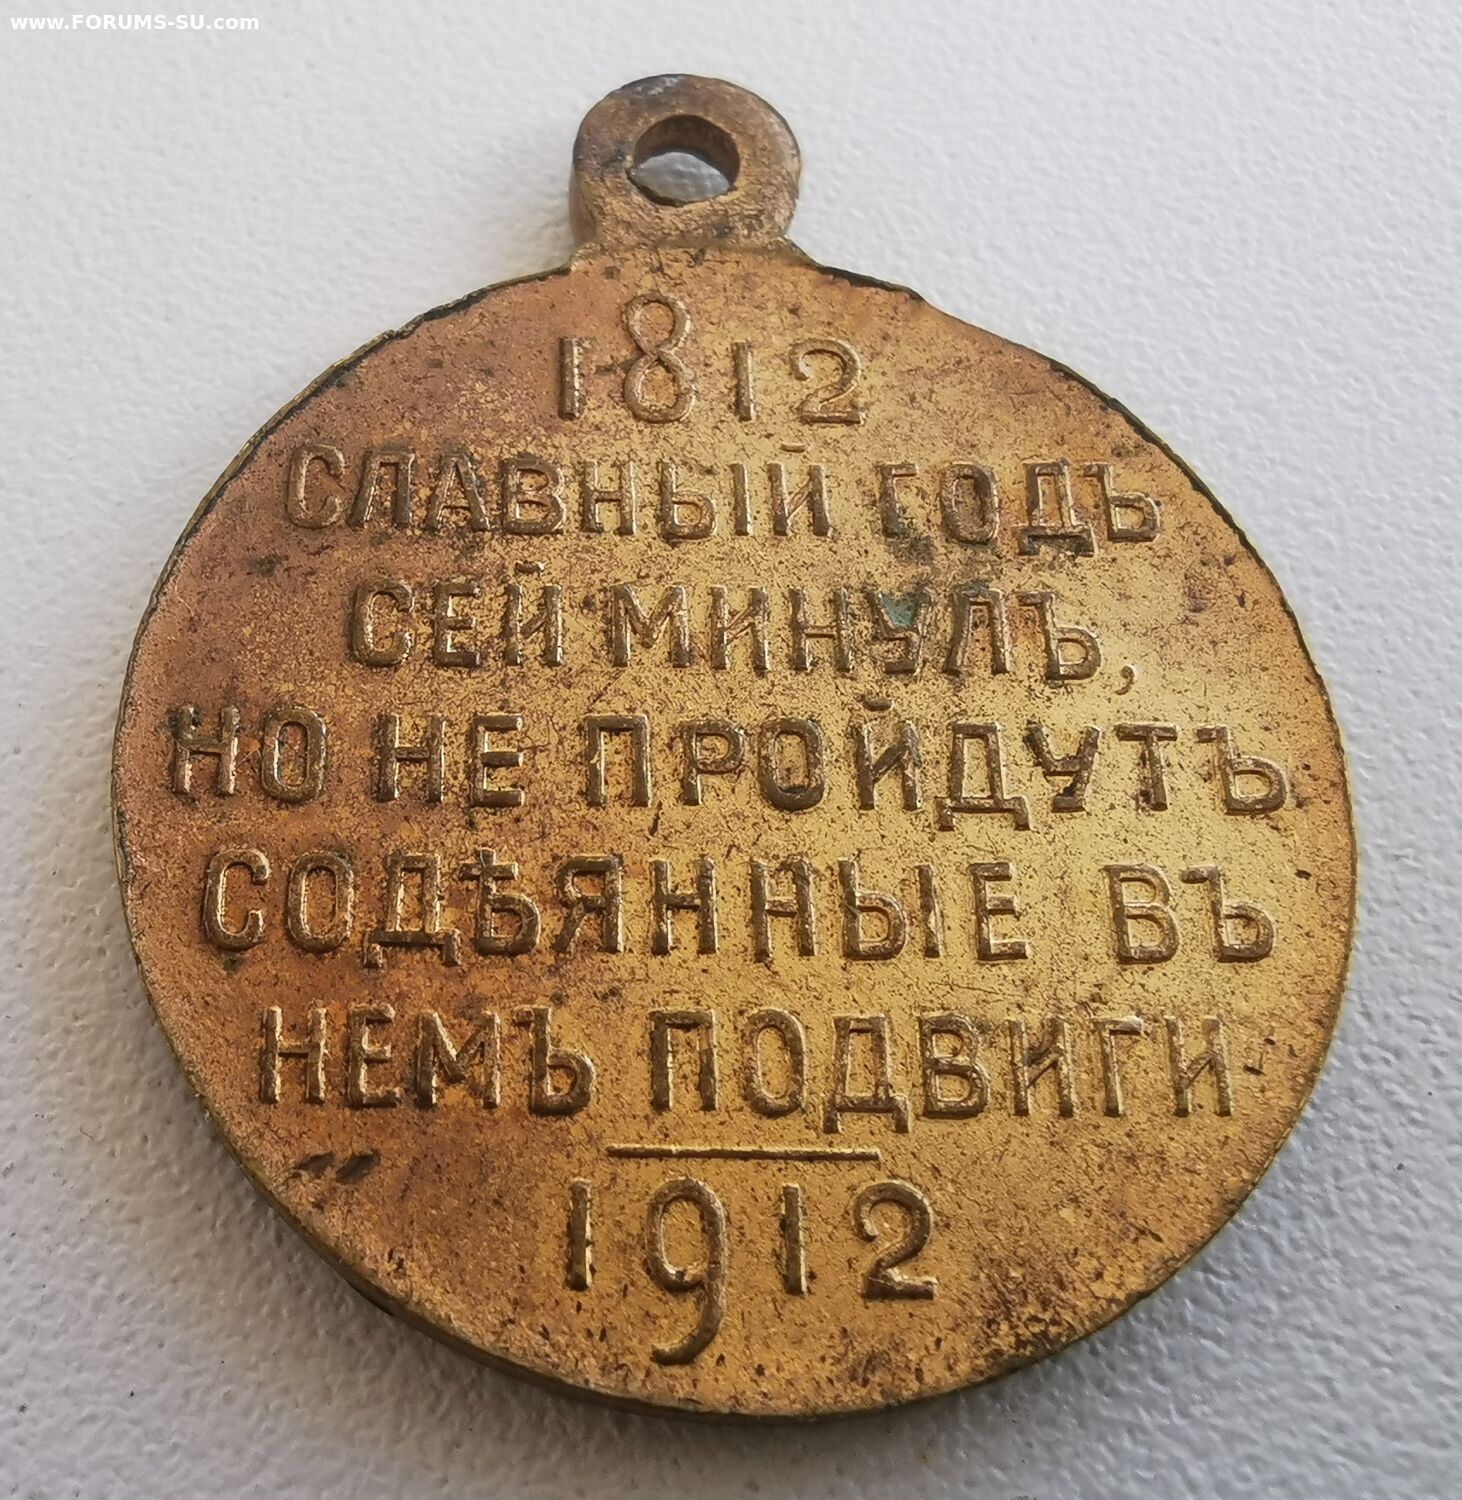 www.FORUMS-SU.com
1812
СЛАВНЫЙ ГОДЪ
СЕЙ МИНУЛЪ,
НО НЕ ПРОЙДУТЪ
СОДѢЯННЫЕ ВЪ
НЕМЪ ПОДВИГИ
1912